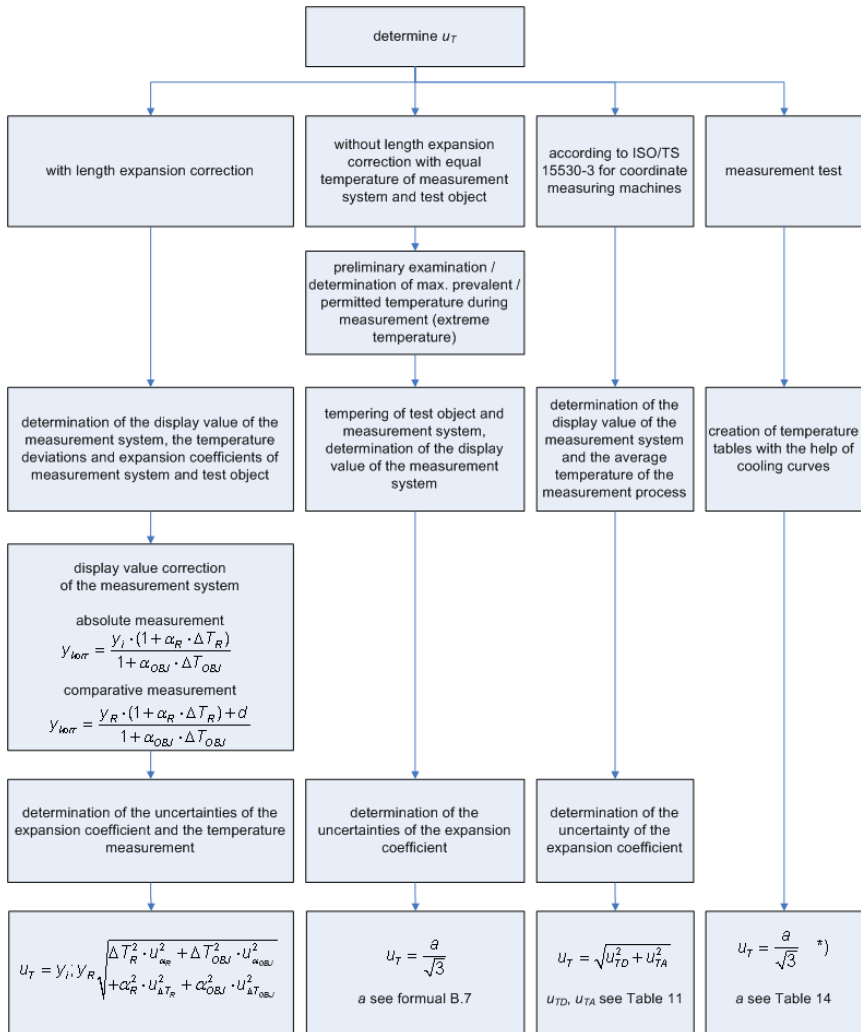 determine u_T
with length expansion correction
without length expansion
correction with equal
temperature of measurement
system and test object
according to ISO/TS
15530-3 for coordinate
measuring machines
measurement test
preliminary examination /
determination of max. prevalent /
permitted temperature during
measurement (extreme
temperature)
determination of the display value of the
measurement system, the temperature
deviations and expansion coefficients of
measurement system and test object
tempering of test object and
measurement system,
determination of the display
value of the measurement
system
determination of the
display value of the
measurement system
and the average
temperature of the
measurement process
creation of temperature
tables with the help of
cooling curves
display value correction
of the measurement system
absolute measurement
y_korr = y_i · (1 + α_R · ΔT_R) / (1 + α_OBJ · ΔT_OBJ)
comparative measurement
y_korr = (y_R · (1 + α_R · ΔT_R) + d) / (1 + α_OBJ · ΔT_OBJ)
determination of the uncertainties of the
expansion coefficient and the temperature
measurement
determination of the
uncertainties of the expansion
coefficient
determination of the
uncertainty of the
expansion coefficient
u_T = y_i; y_R √(ΔT_R² · u_αR² + ΔT_OBJ² · u_αOBJ²
+ α_R² · u_ΔT_R² + α_OBJ² · u_ΔT_OBJ²)
u_T = a / √3
a see formual B.7
u_T = √(u_TD² + u_TA²)
u_TD, u_TA see Table 11
u_T = a / √3 *)
a see Table 14